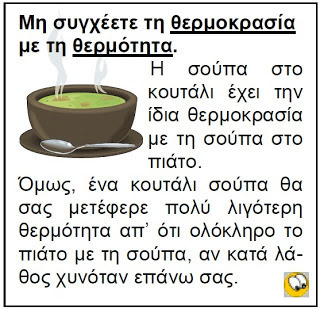 Μη συγχέετε τη θερμοκρασία
με τη θερμότητα.
Η σούπα στο
κουτάλι έχει την
ίδια θερμοκρασία
με τη σούπα στο
πιάτο.
Όμως, ένα κουτάλι σούπα θα
σας μετέφερε πολύ λιγότερη
θερμότητα απ’ ότι ολόκληρο το
πιάτο με τη σούπα, αν κατά λά-
θος χυνόταν επάνω σας.